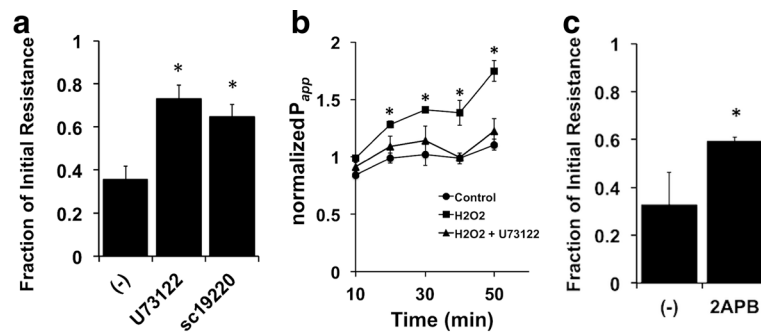 a
Fraction of Initial Resistance
1
0.8
0.6
0.4
0.2
0
*
*
(-)
U73122
sc19220
b
normalized Papp
2
1.5
1
0.5
0
*
*
*
*
Control
H2O2
H2O2 + U73122
10
30
50
Time (min)
c
Fraction of Initial Resistance
1
0.8
0.6
0.4
0.2
0
*
(-)
2APB